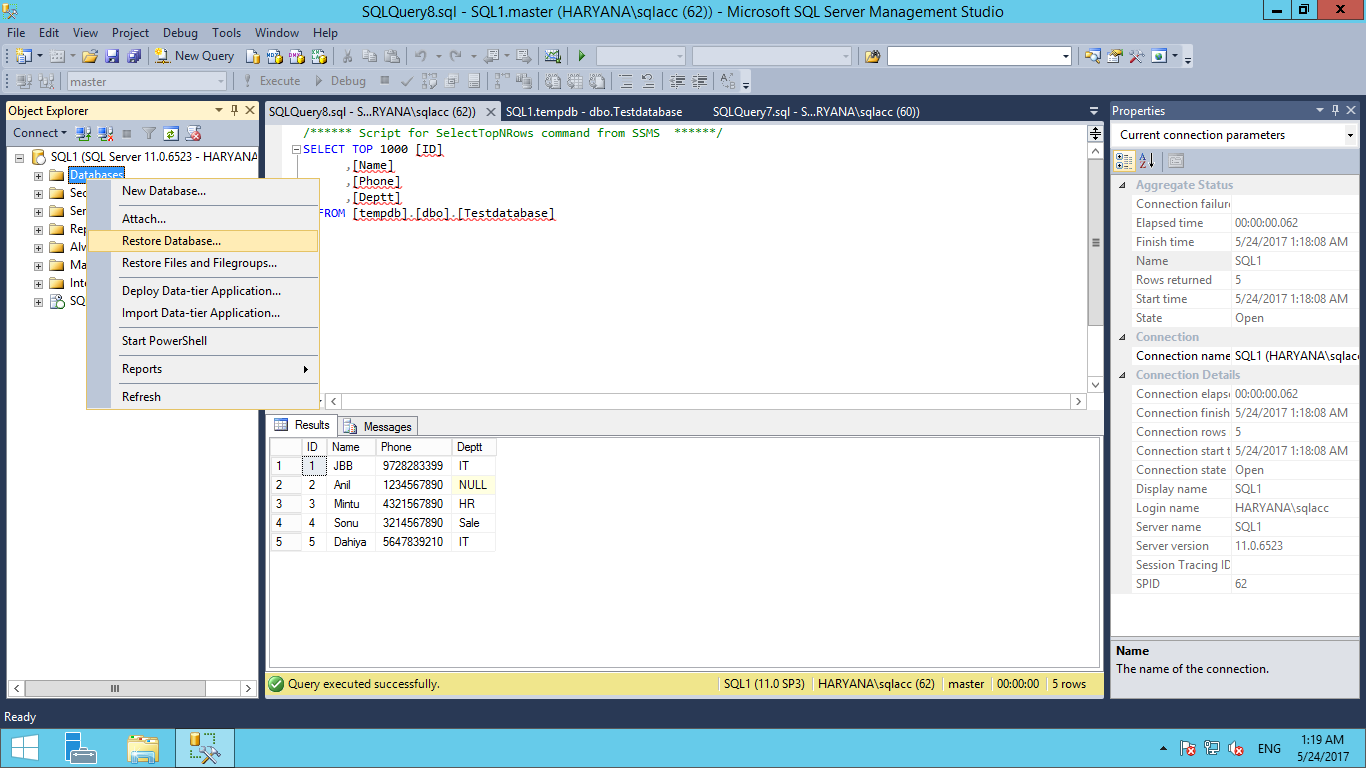 SQLQuery8.sql - SQL1.master (HARYANA\sqlacc (62)) - Microsoft SQL Server Management Studio
File Edit View Project Debug Tools Window Help
New Query
master Execute Debug
Object Explorer
Connect
SQL1 (SQL Server 11.0.6523 - HARYANA
Databases
Sec
Ser
Rep
Alw
Ma
Inte
SQ
New Database...
Attach...
Restore Database...
Restore Files and Filegroups...
Deploy Data-tier Application...
Import Data-tier Application...
Start PowerShell
Reports
Refresh
SQLQuery8.sql - S...RYANA\sqlacc (62)) SQL1.tempdb - dbo.Testdatabase SQLQuery7.sql - S...RYANA\sqlacc (60))
/****** Script for SelectTopNRows command from SSMS ******/
SELECT TOP 1000 [ID]
,[Name]
,[Phone]
,[Deptt]
FROM [tempdb].[dbo].[Testdatabase]
Results Messages
ID Name Phone Deptt
1 1 JBB 9728283399 IT
2 2 Anil 1234567890 NULL
3 3 Mintu 4321567890 HR
4 4 Sonu 3214567890 Sale
5 5 Dahiya 5647839210 IT
Query executed successfully. SQL1 (11.0 SP3) HARYANA\sqlacc (62) master 00:00:00 5 rows
Properties
Current connection parameters
Aggregate Status
Connection failure
Elapsed time 00:00:00.062
Finish time 5/24/2017 1:18:08 AM
Name SQL1
Rows returned 5
Start time 5/24/2017 1:18:08 AM
State Open
Connection
Connection name SQL1 (HARYANA\sqlacc
Connection Details
Connection elapse 00:00:00.062
Connection finish 5/24/2017 1:18:08 AM
Connection rows 5
Connection start t 5/24/2017 1:18:08 AM
Connection state Open
Display name SQL1
Login name HARYANA\sqlacc
Server name SQL1
Server version 11.0.6523
Session Tracing ID
SPID 62
Name
The name of the connection.
Ready
ENG
1:19 AM
5/24/2017